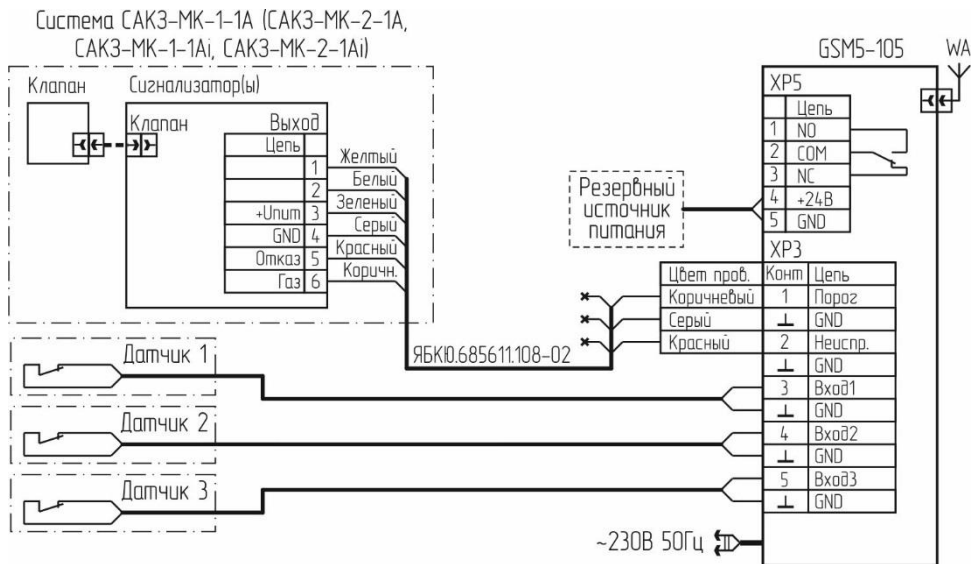 Система САКЗ-МК-1-1А (САКЗ-МК-2-1А,
САКЗ-МК-1-1Аi, САКЗ-МК-2-1Аi)
Клапан
Сигнализатор(ы)
Клапан
Выход
Цепь
1 Желтый
2 Белый
+Uпит 3 Зеленый
GND 4 Серый
Отказ 5 Красный
Газ 6 Коричн.
ЯБКЮ.685611.108-02
Датчик 1
Датчик 2
Датчик 3
Резервный
источник
питания
GSM5-105
WA
XP5
Цепь
1 NO
2 COM
3 NC
4 +24В
5 GND
XP3
Цвет пров. Конт Цепь
Коричневый 1 Порог
Серый ⊥ GND
Красный 2 Неиспр.
⊥ GND
3 Вход1
⊥ GND
4 Вход2
⊥ GND
5 Вход3
⊥ GND
~230В 50Гц